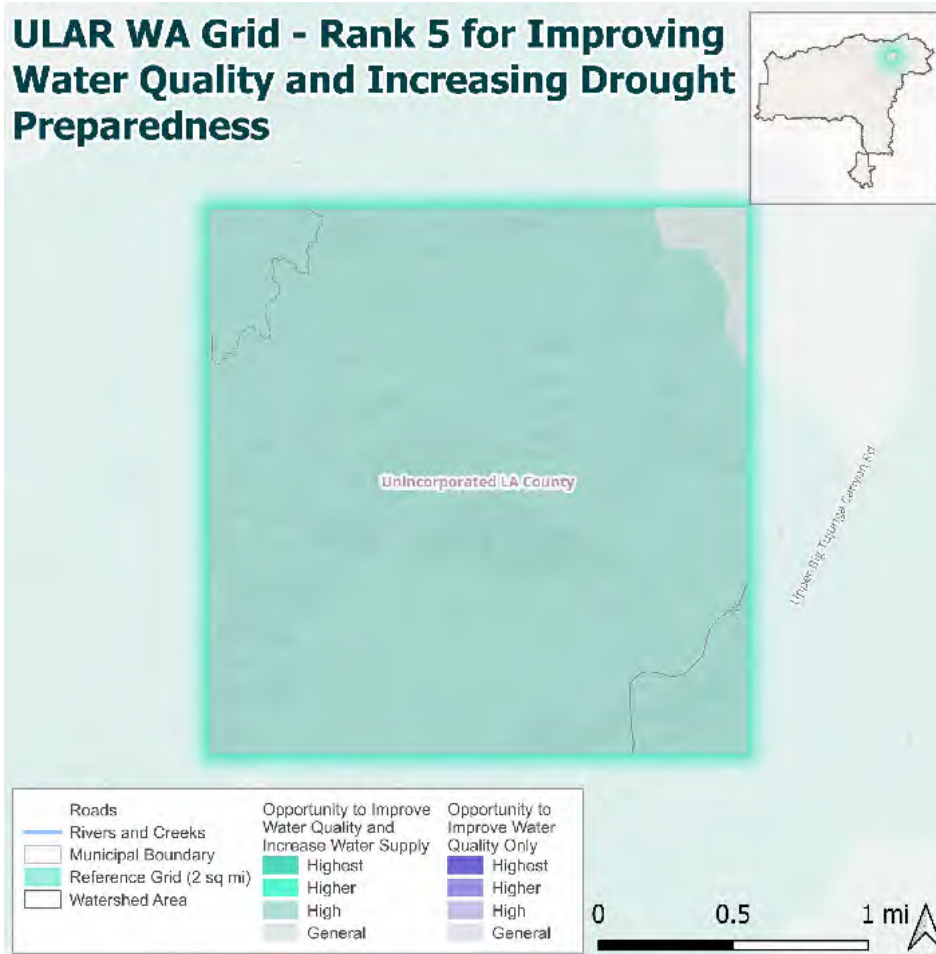 ULAR WA Grid - Rank 5 for Improving
Water Quality and Increasing Drought
Preparedness
Unincorporated LA County
Upper Big Tujunga Canyon Rd
Roads
Rivers and Creeks
Municipal Boundary
Reference Grid (2 sq mi)
Watershed Area
Opportunity to Improve
Water Quality and
Increase Water Supply
Highest
Higher
High
General
Opportunity to
Improve Water
Quality Only
Highest
Higher
High
General
0 0.5 1 mi